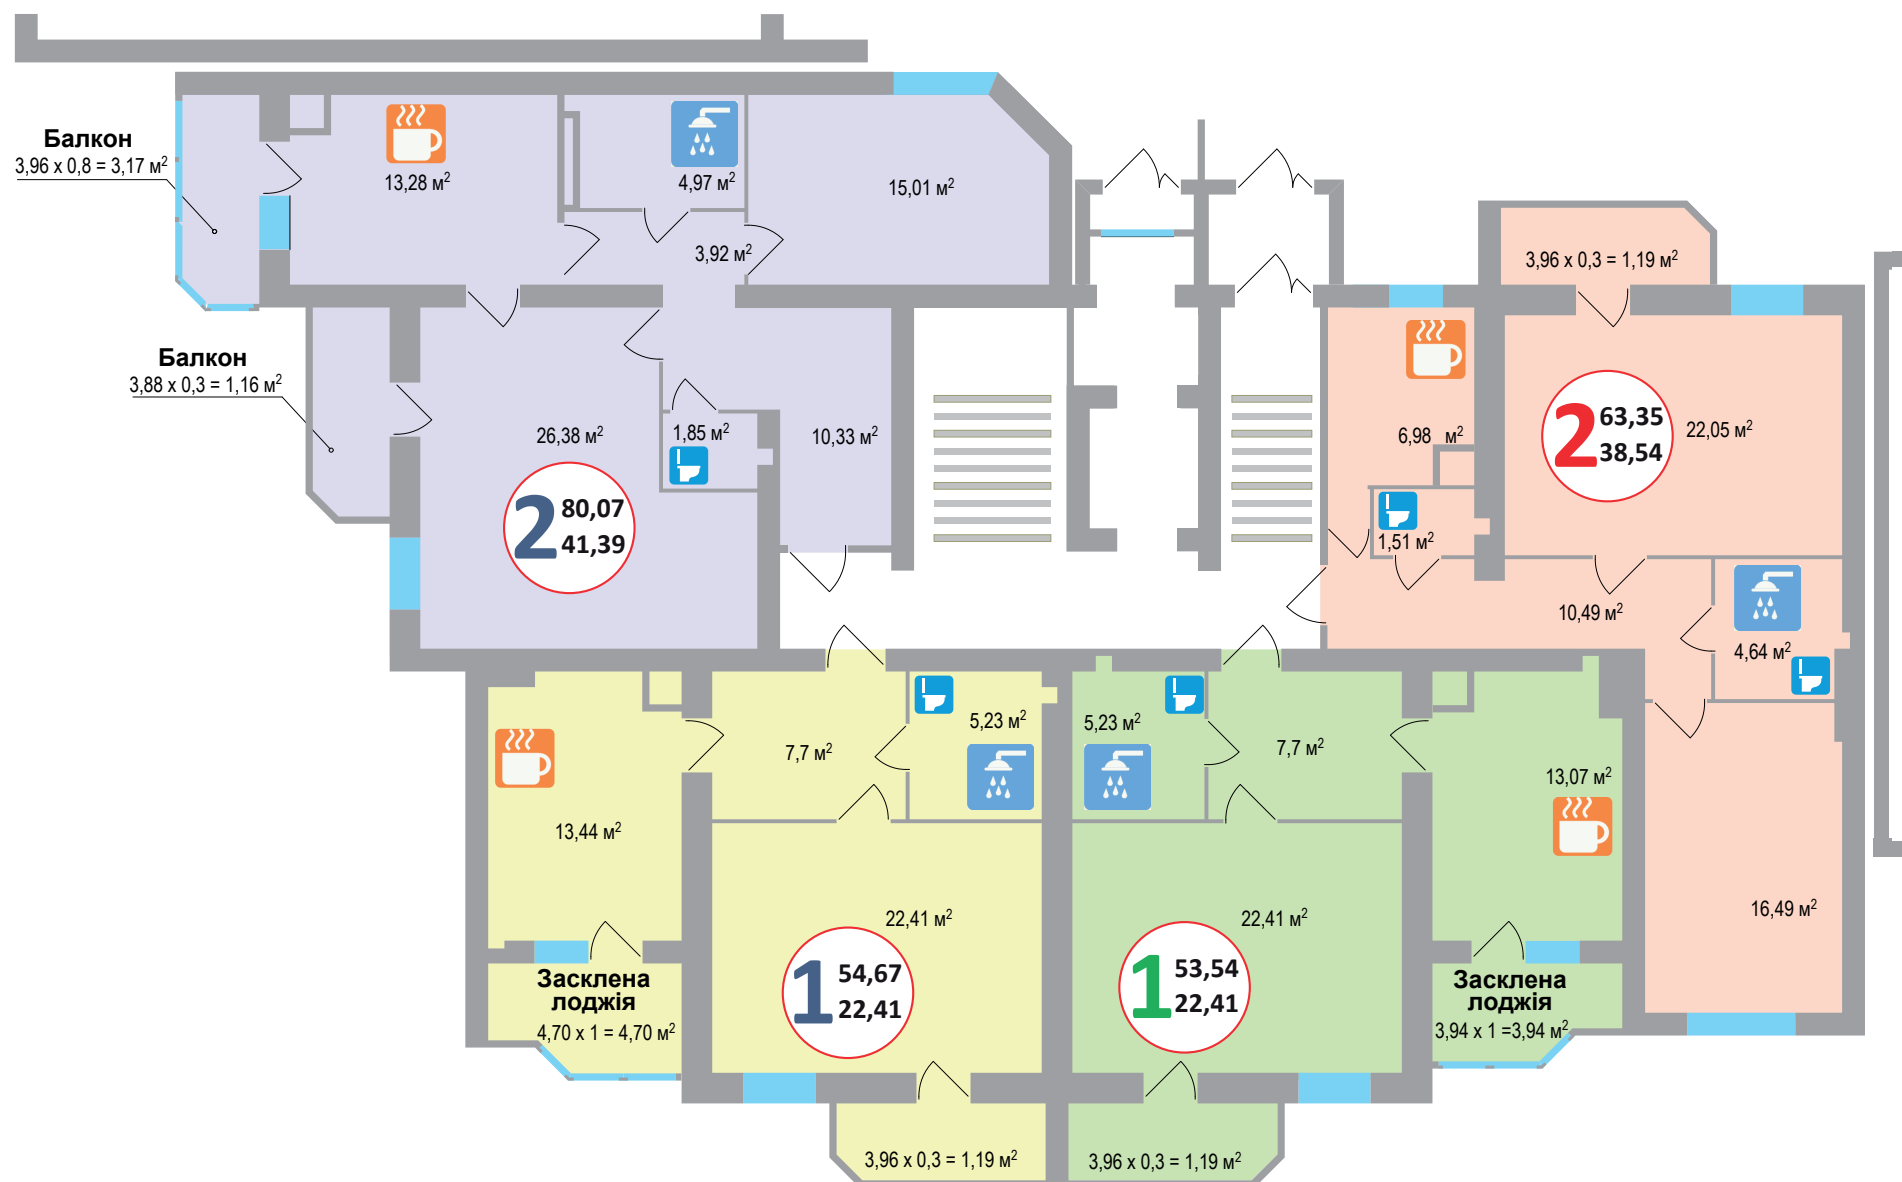 Балкон
3,96 x 0,8 = 3,17 м²
13,28 м²
4,97 м²
15,01 м²
3,92 м²
Балкон
3,88 x 0,3 = 1,16 м²
26,38 м²
1,85 м²
10,33 м²
2 80,07
41,39
3,96 x 0,3 = 1,19 м²
6,98 м²
2 63,35
38,54
22,05 м²
1,51 м²
10,49 м²
4,64 м²
16,49 м²
7,7 м²
5,23 м²
13,44 м²
22,41 м²
1 54,67
22,41
Засклена
лоджія
4,70 x 1 = 4,70 м²
3,96 x 0,3 = 1,19 м²
5,23 м²
7,7 м²
13,07 м²
22,41 м²
1 53,54
22,41
Засклена
лоджія
3,94 x 1 =3,94 м²
3,96 x 0,3 = 1,19 м²